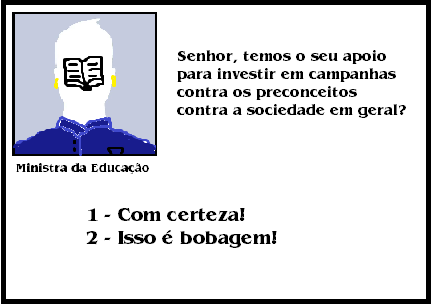 Senhor, temos o seu apoio
para investir em campanhas
contra os preconceitos
contra a sociedade em geral?
Ministra da Educação
1 - Com certeza!
2 - Isso é bobagem!